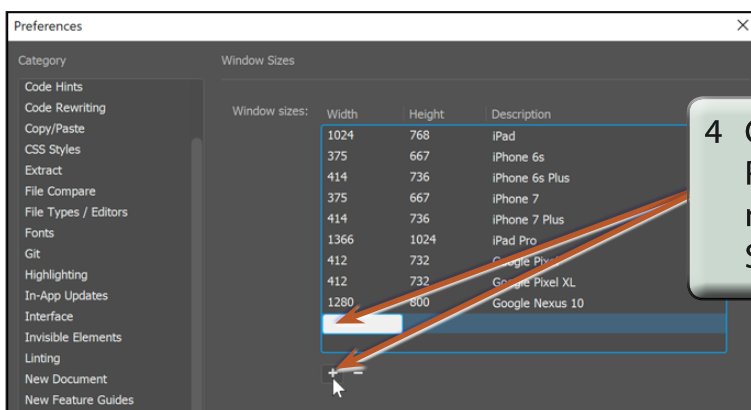 Preferences
Category
Window Sizes
Code Hints
Code Rewriting
Copy/Paste
CSS Styles
Extract
File Compare
File Types / Editors
Fonts
Git
Highlighting
In-App Updates
Interface
Invisible Elements
Linting
New Document
New Feature Guides
Window sizes: Width Height Description
1024 768 iPad
375 667 iPhone 6s
414 736 iPhone 6s Plus
375 667 iPhone 7
414 736 iPhone 7 Plus
1366 1024 iPad Pro
412 732 Google Pixel
412 732 Google Pixel XL
1280 800 Google Nexus 10
+ −
4